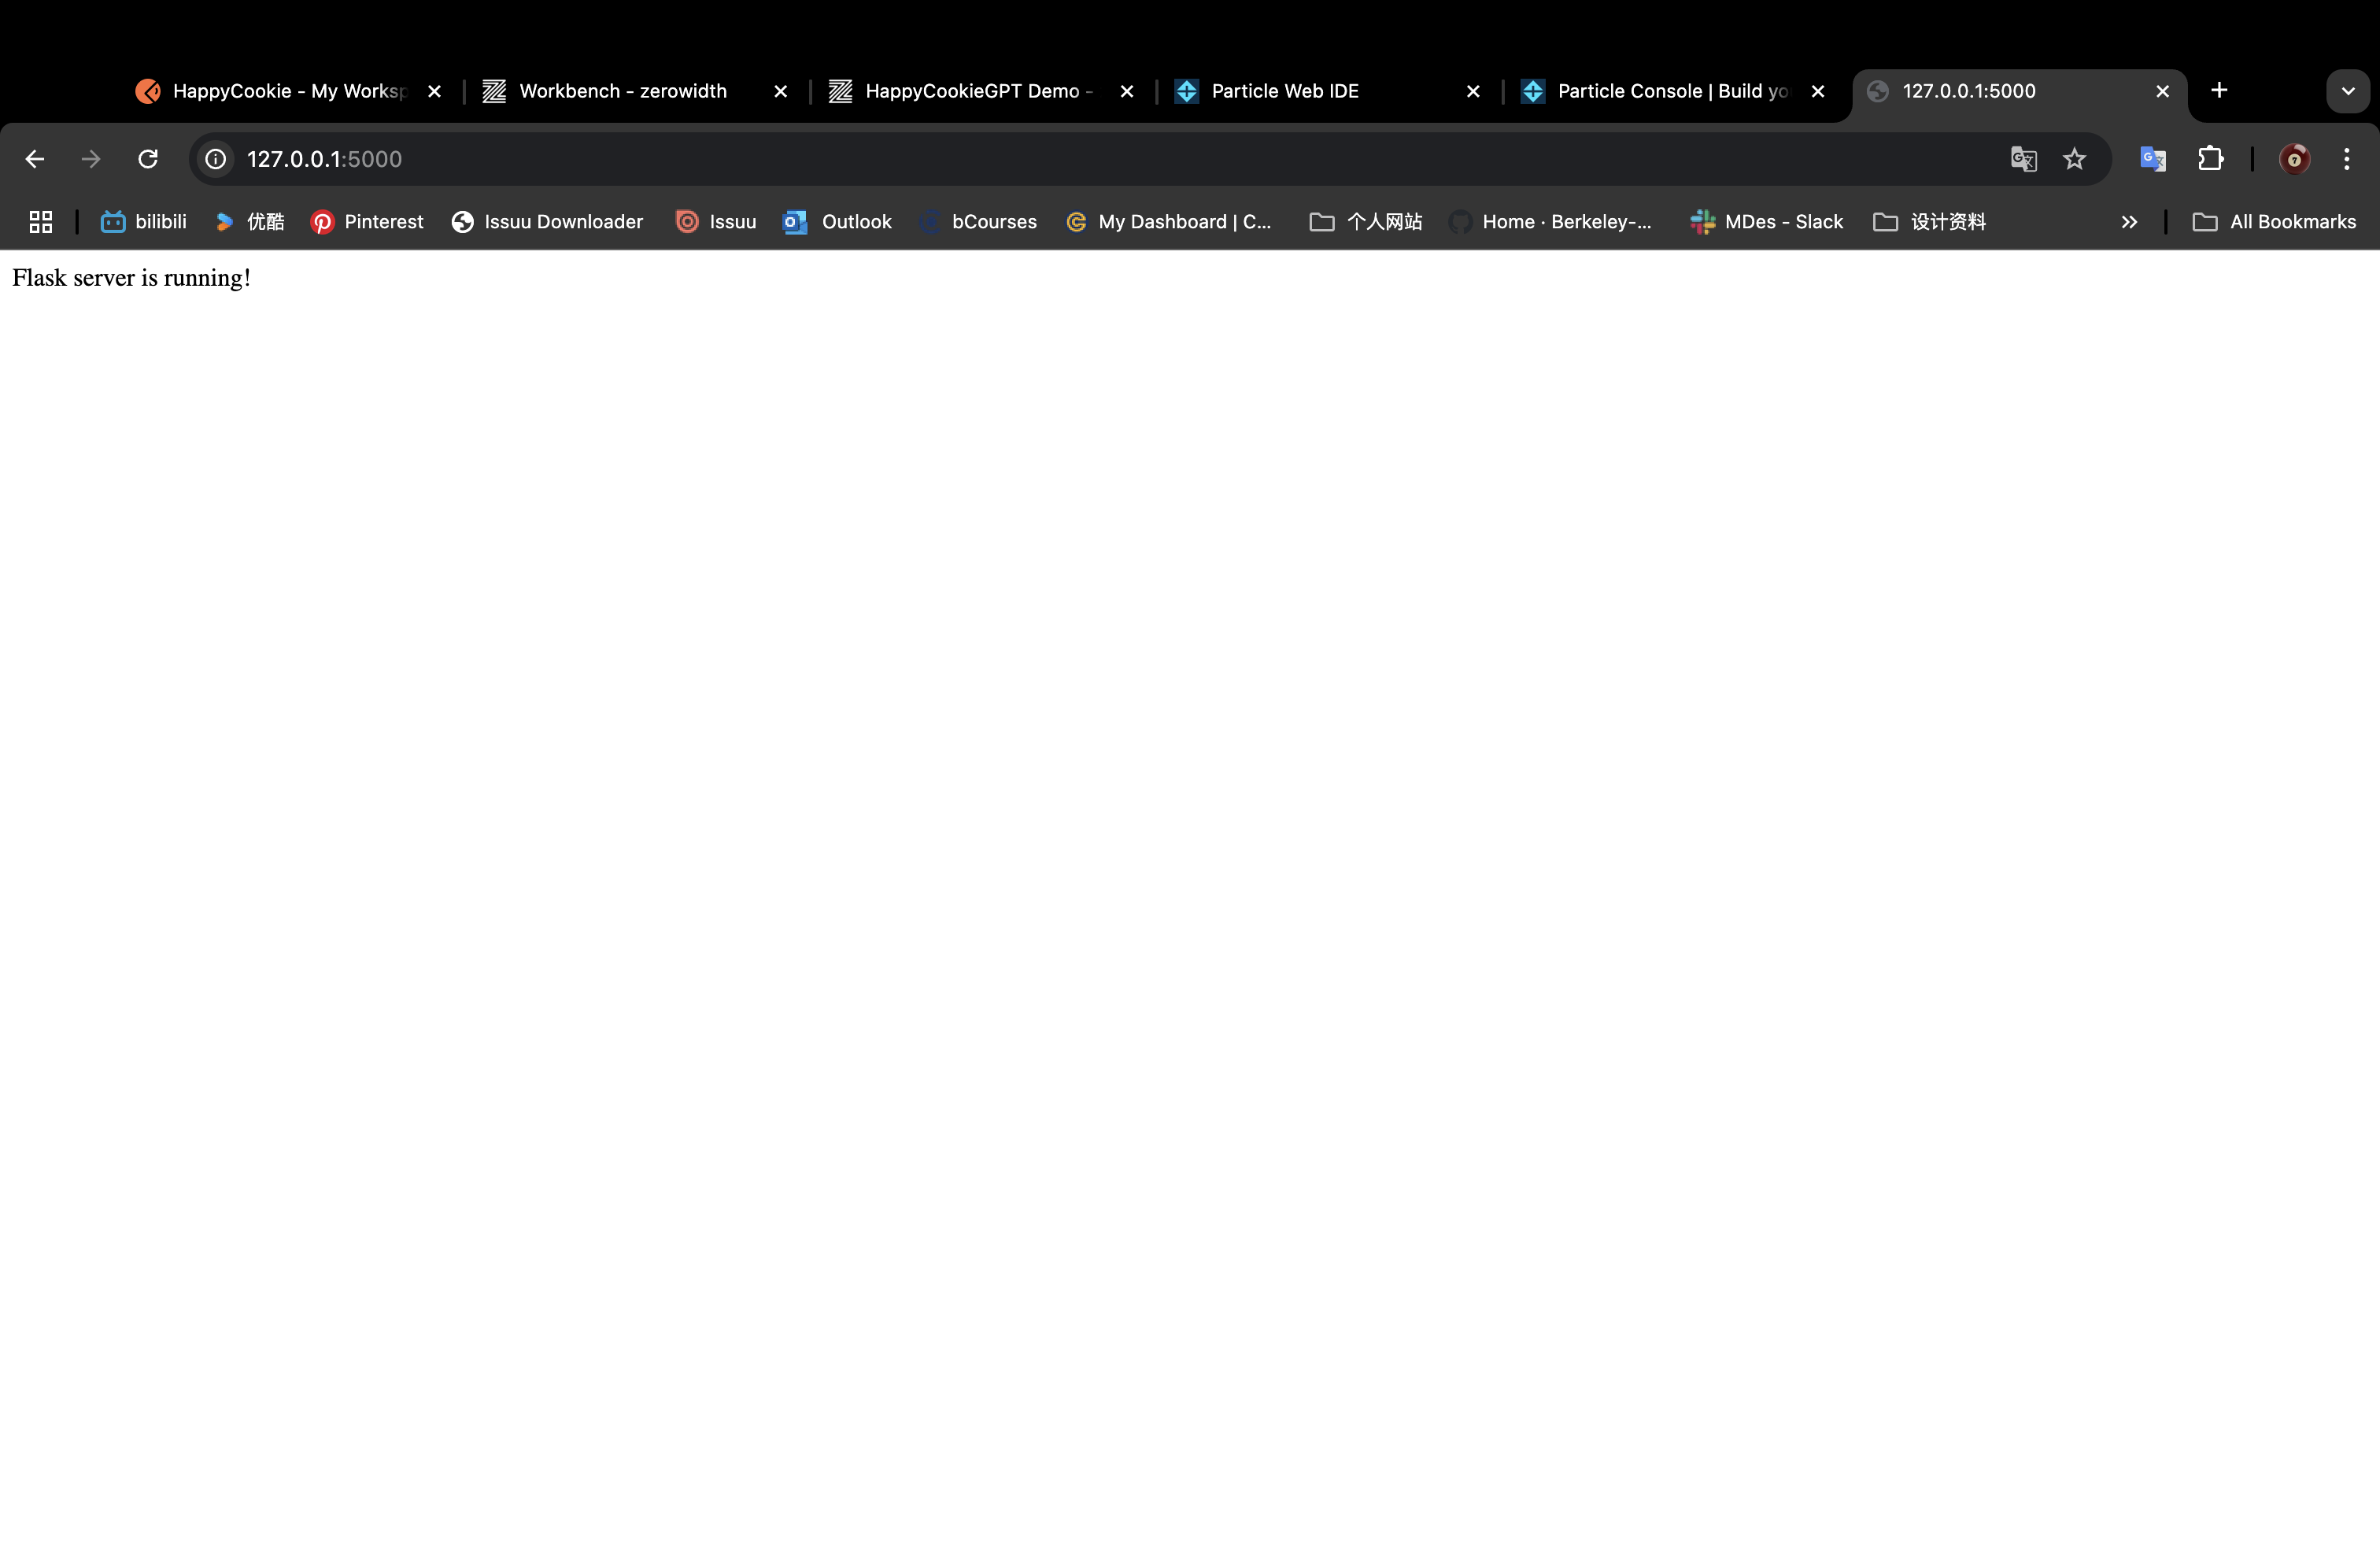 HappyCookie - My Worksp
Workbench - zerowidth
HappyCookieGPT Demo -
Particle Web IDE
Particle Console | Build yo
127.0.0.1:5000
127.0.0.1:5000
bilibili
优酷
Pinterest
Issuu Downloader
Issuu
Outlook
bCourses
My Dashboard | C...
个人网站
Home · Berkeley-...
MDes - Slack
设计资料
All Bookmarks
Flask server is running!